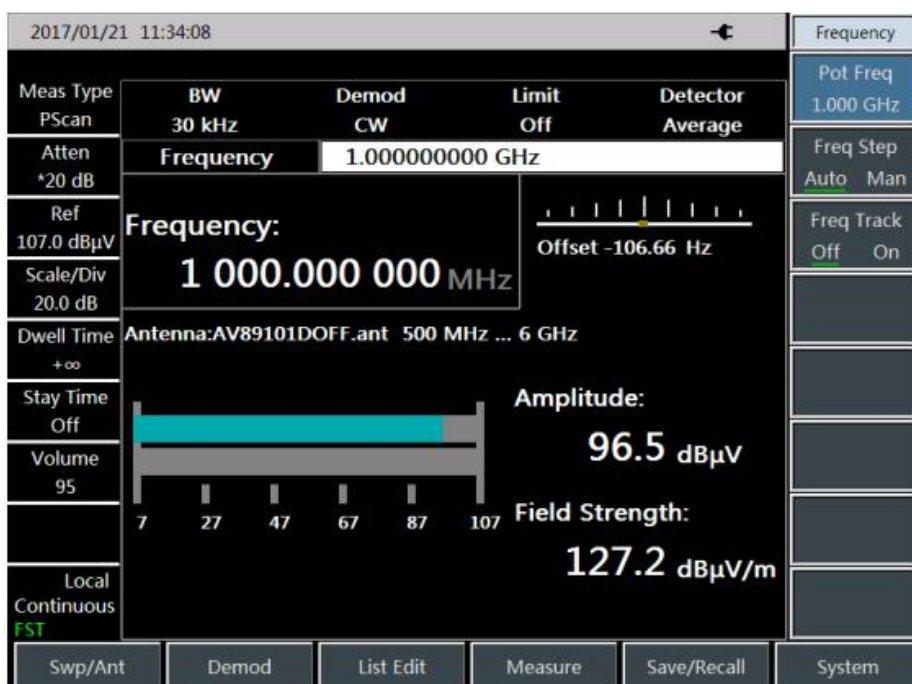 2017/01/21 11:34:08
Frequency
Meas Type
PScan
BW Demod Limit Detector
30 kHz CW Off Average
Pot Freq
1.000 GHz
Atten
*20 dB
Frequency 1.000000000 GHz
Freq Step
Auto Man
Ref
107.0 dBµV
Frequency:
1 000.000 000 MHz
Offset -106.66 Hz
Freq Track
Off On
Scale/Div
20.0 dB
Dwell Time
+∞
Antenna:AV89101DOFF.ant 500 MHz ... 6 GHz
Stay Time
Off
Amplitude:
96.5 dBµV
Volume
95
7 27 47 67 87 107
Field Strength:
127.2 dBµV/m
Local
Continuous
FST
Swp/Ant Demod List Edit Measure Save/Recall System